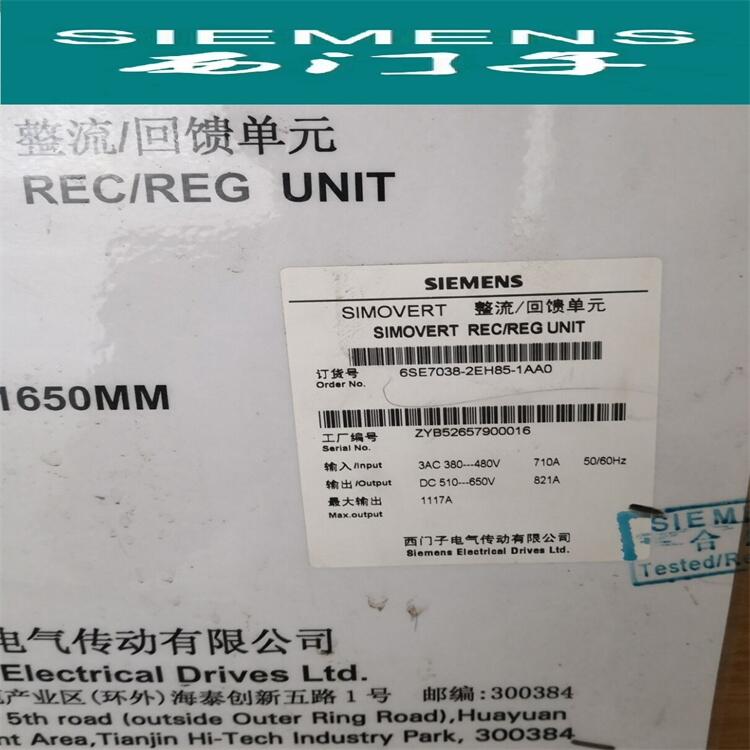 SIEMENS
西门子
整流/回馈单元
REC/REG UNIT
1650MM
SIEMENS
SIMOVERT 整流/回馈单元
SIMOVERT REC/REG UNIT
订货号 6SE7038-2EH85-1AA0
Order No.
工厂编号 ZYB52657900016
Serial No.
输入/Input 3AC 380---480V 710A 50/60Hz
输出/Output DC 510---650V 821A
最大输出 1117A
Max.output
西门子电气传动有限公司
Siemens Electrical Drives Ltd.
SIEM
合
Tested/R
电气传动有限公司
Electrical Drives Ltd.
产业区(环外)海泰创新五路1号 邮编:300384
5th road (outside Outer Ring Road),Huayuan
nt Area,Tianjin Hi-Tech Industry Park, 300384